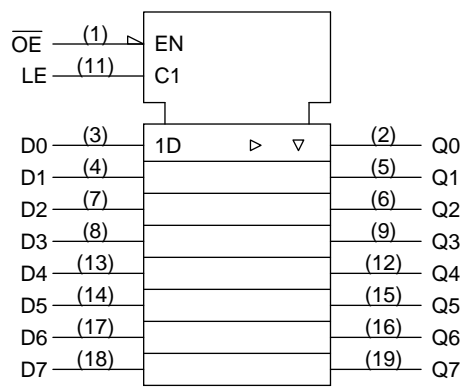 OE (1) EN
LE (11) C1
D0 (3) 1D (2) Q0
D1 (4) (5) Q1
D2 (7) (6) Q2
D3 (8) (9) Q3
D4 (13) (12) Q4
D5 (14) (15) Q5
D6 (17) (16) Q6
D7 (18) (19) Q7